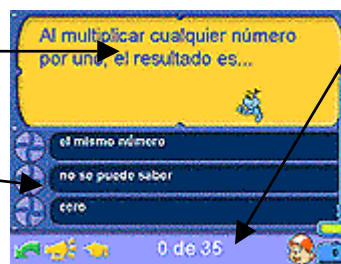 Al multiplicar cualquier número
por uno, el resultado es...
el mismo número
no se puede saber
cero
0 de 35